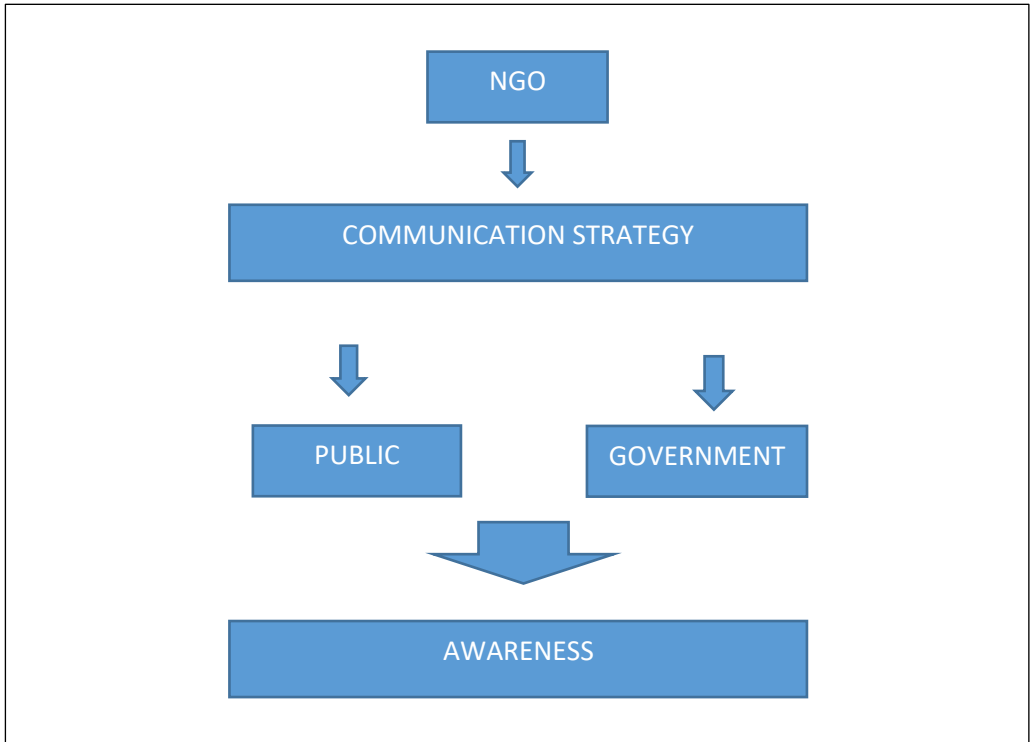 NGO
COMMUNICATION STRATEGY
PUBLIC
GOVERNMENT
AWARENESS